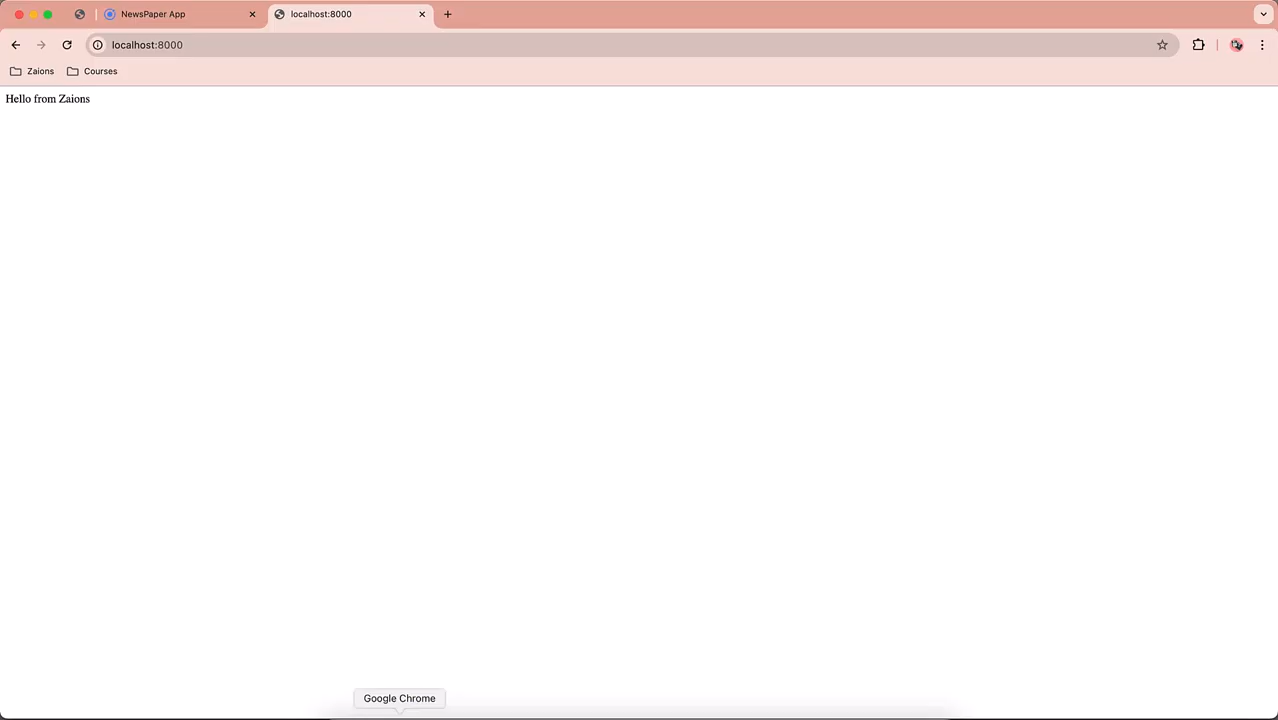 NewsPaper App
localhost:8000
localhost:8000
Zaions
Courses
Hello from Zaions
Google Chrome